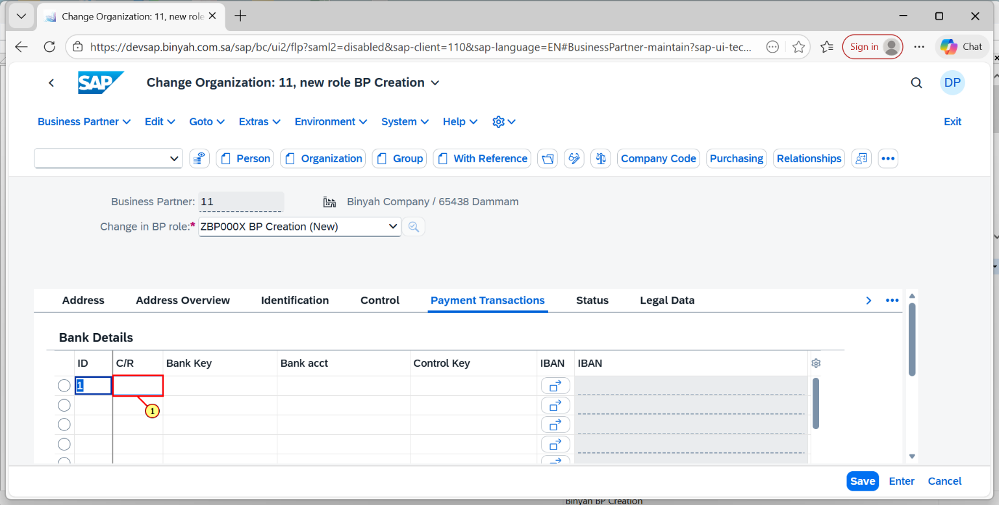 Change Organization: 11, new role
https://devsap.binyah.com.sa/sap/bc/ui2/flp?saml2=disabled&sap-client=110&sap-language=EN#BusinessPartner-maintain?sap-ui-tec...
Sign in
Chat
SAP
Change Organization: 11, new role BP Creation
DP
Business Partner Edit Goto Extras Environment System Help Exit
Person Organization Group With Reference Company Code Purchasing Relationships
Business Partner: 11 Binyah Company / 65438 Dammam
Change in BP role:* ZBP000X BP Creation (New)
Address Address Overview Identification Control Payment Transactions Status Legal Data
Bank Details
ID C/R Bank Key Bank acct Control Key IBAN IBAN
1
1
Save Enter Cancel
Binyah BP Creation